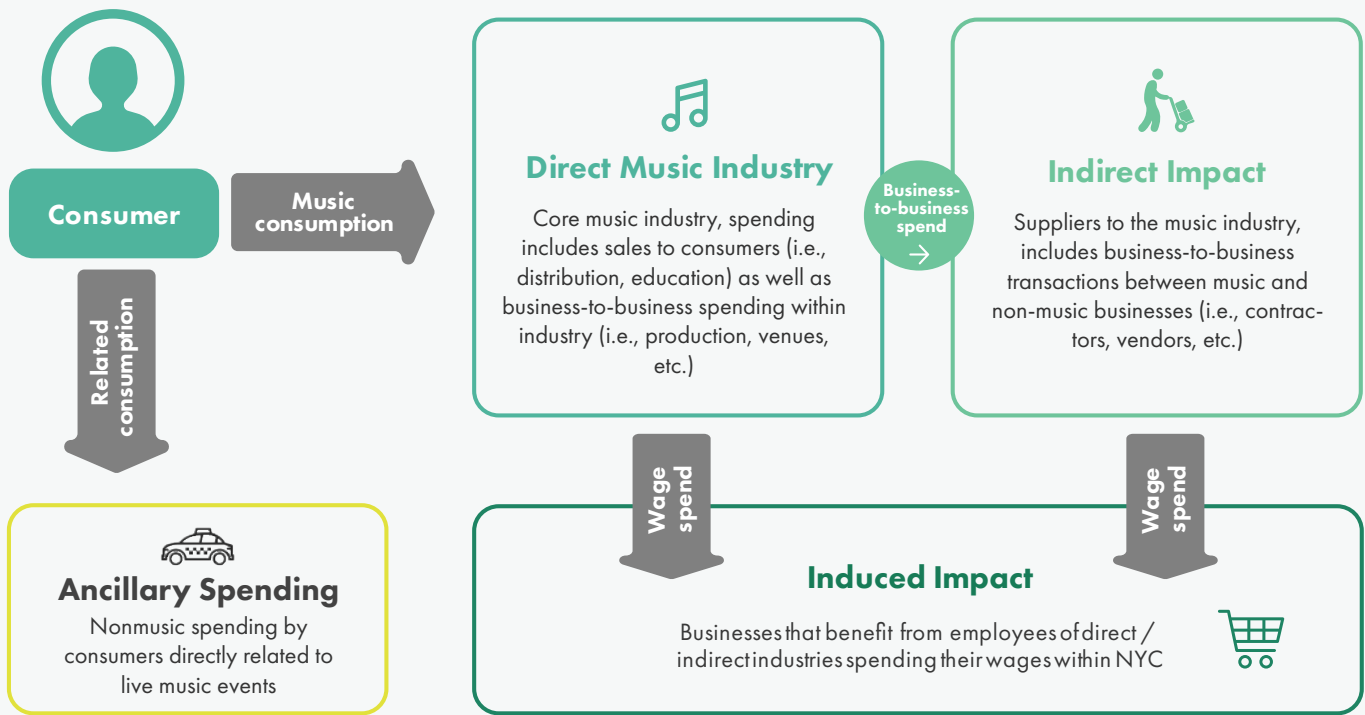 Consumer
Music
consumption
Direct Music Industry
Core music industry, spending
includes sales to consumers (i.e.,
distribution, education) as well as
business-to-business spending within
industry (i.e., production, venues,
etc.)
Business-
to-business
spend
→
Indirect Impact
Suppliers to the music industry,
includes business-to-business
transactions between music and
non-music businesses (i.e., contrac-
tors, vendors, etc.)
Related
consumption
Wage
spend
Wage
spend
Ancillary Spending
Nonmusic spending by
consumers directly related to
live music events
Induced Impact
Businesses that benefit from employees of direct /
indirect industries spending their wages within NYC